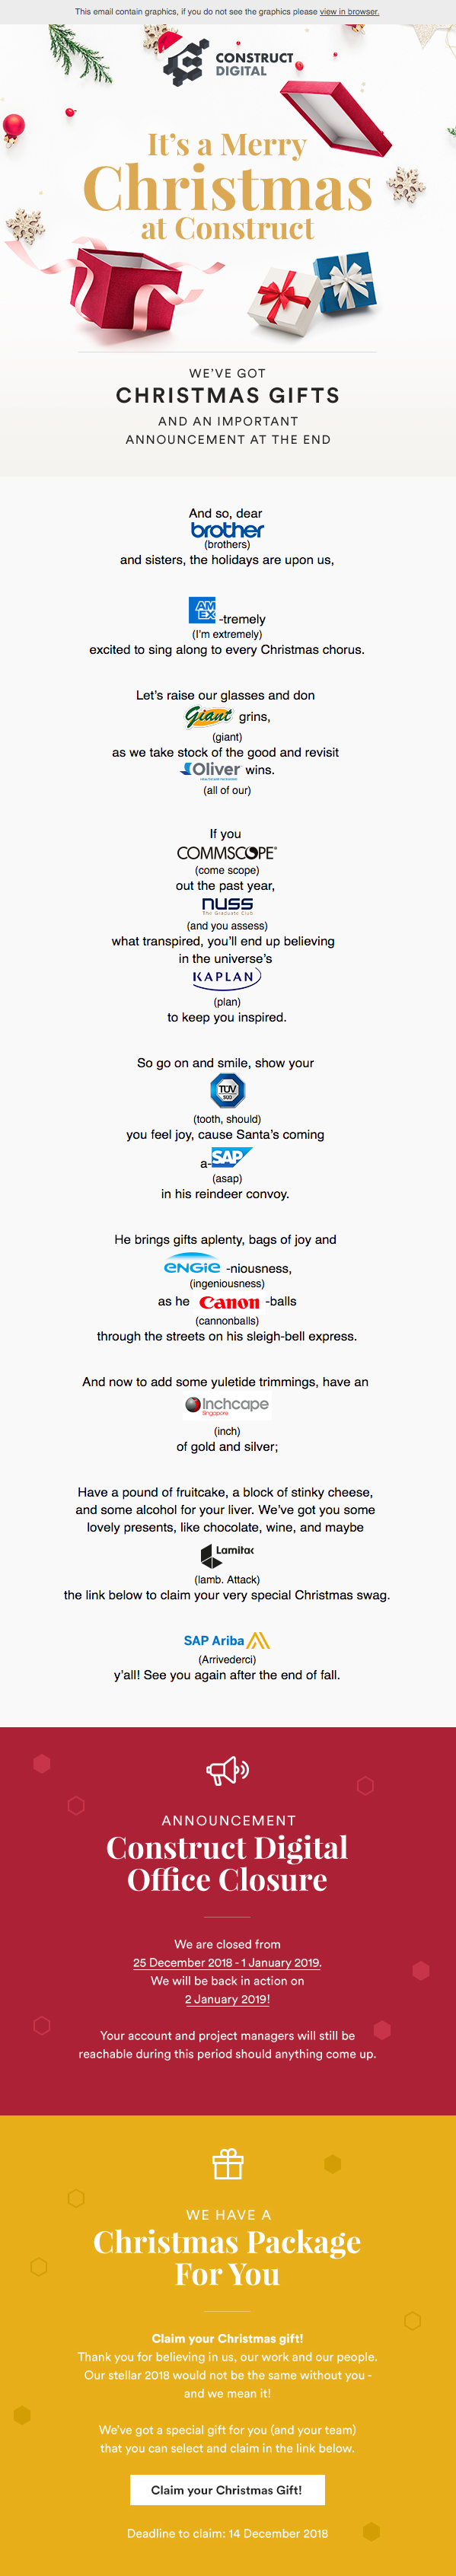 This email contain graphics, if you do not see the graphics please view in browser.
CONSTRUCT
DIGITAL
It's a Merry
Christmas
at Construct
WE'VE GOT
CHRISTMAS GIFTS
AND AN IMPORTANT
ANNOUNCEMENT AT THE END
And so, dear
brother
(brothers)
and sisters, the holidays are upon us,
AM
EX -tremely
(I'm extremely)
excited to sing along to every Christmas chorus.
Let's raise our glasses and don
Giant grins,
(giant)
as we take stock of the good and revisit
Oliver wins.
(all of our)
If you
COMMSCOPE
(come scope)
out the past year,
nuss
The Graduate Club
(and you assess)
what transpired, you'll end up believing
in the universe's
KAPLAN
(plan)
to keep you inspired.
So go on and smile, show your
TÜV
SÜD
(tooth, should)
you feel joy, cause Santa's coming
a-SAP
(asap)
in his reindeer convoy.
He brings gifts aplenty, bags of joy and
ENGIE -niousness,
(ingeniousness)
as he Canon -balls
(cannonballs)
through the streets on his sleigh-bell express.
And now to add some yuletide trimmings, have an
Inchcape
Singapore
(inch)
of gold and silver;
Have a pound of fruitcake, a block of stinky cheese,
and some alcohol for your liver. We've got you some
lovely presents, like chocolate, wine, and maybe
Lamitak
(lamb. Attack)
the link below to claim your very special Christmas swag.
SAP Ariba
(Arrivederci)
y'all! See you again after the end of fall.
ANNOUNCEMENT
Construct Digital
Office Closure
We are closed from
25 December 2018 - 1 January 2019.
We will be back in action on
2 January 2019!
Your account and project managers will still be
reachable during this period should anything come up.
WE HAVE A
Christmas Package
For You
Claim your Christmas gift!
Thank you for believing in us, our work and our people.
Our stellar 2018 would not be the same without you -
and we mean it!
We've got a special gift for you (and your team)
that you can select and claim in the link below.
Claim your Christmas Gift!
Deadline to claim: 14 December 2018